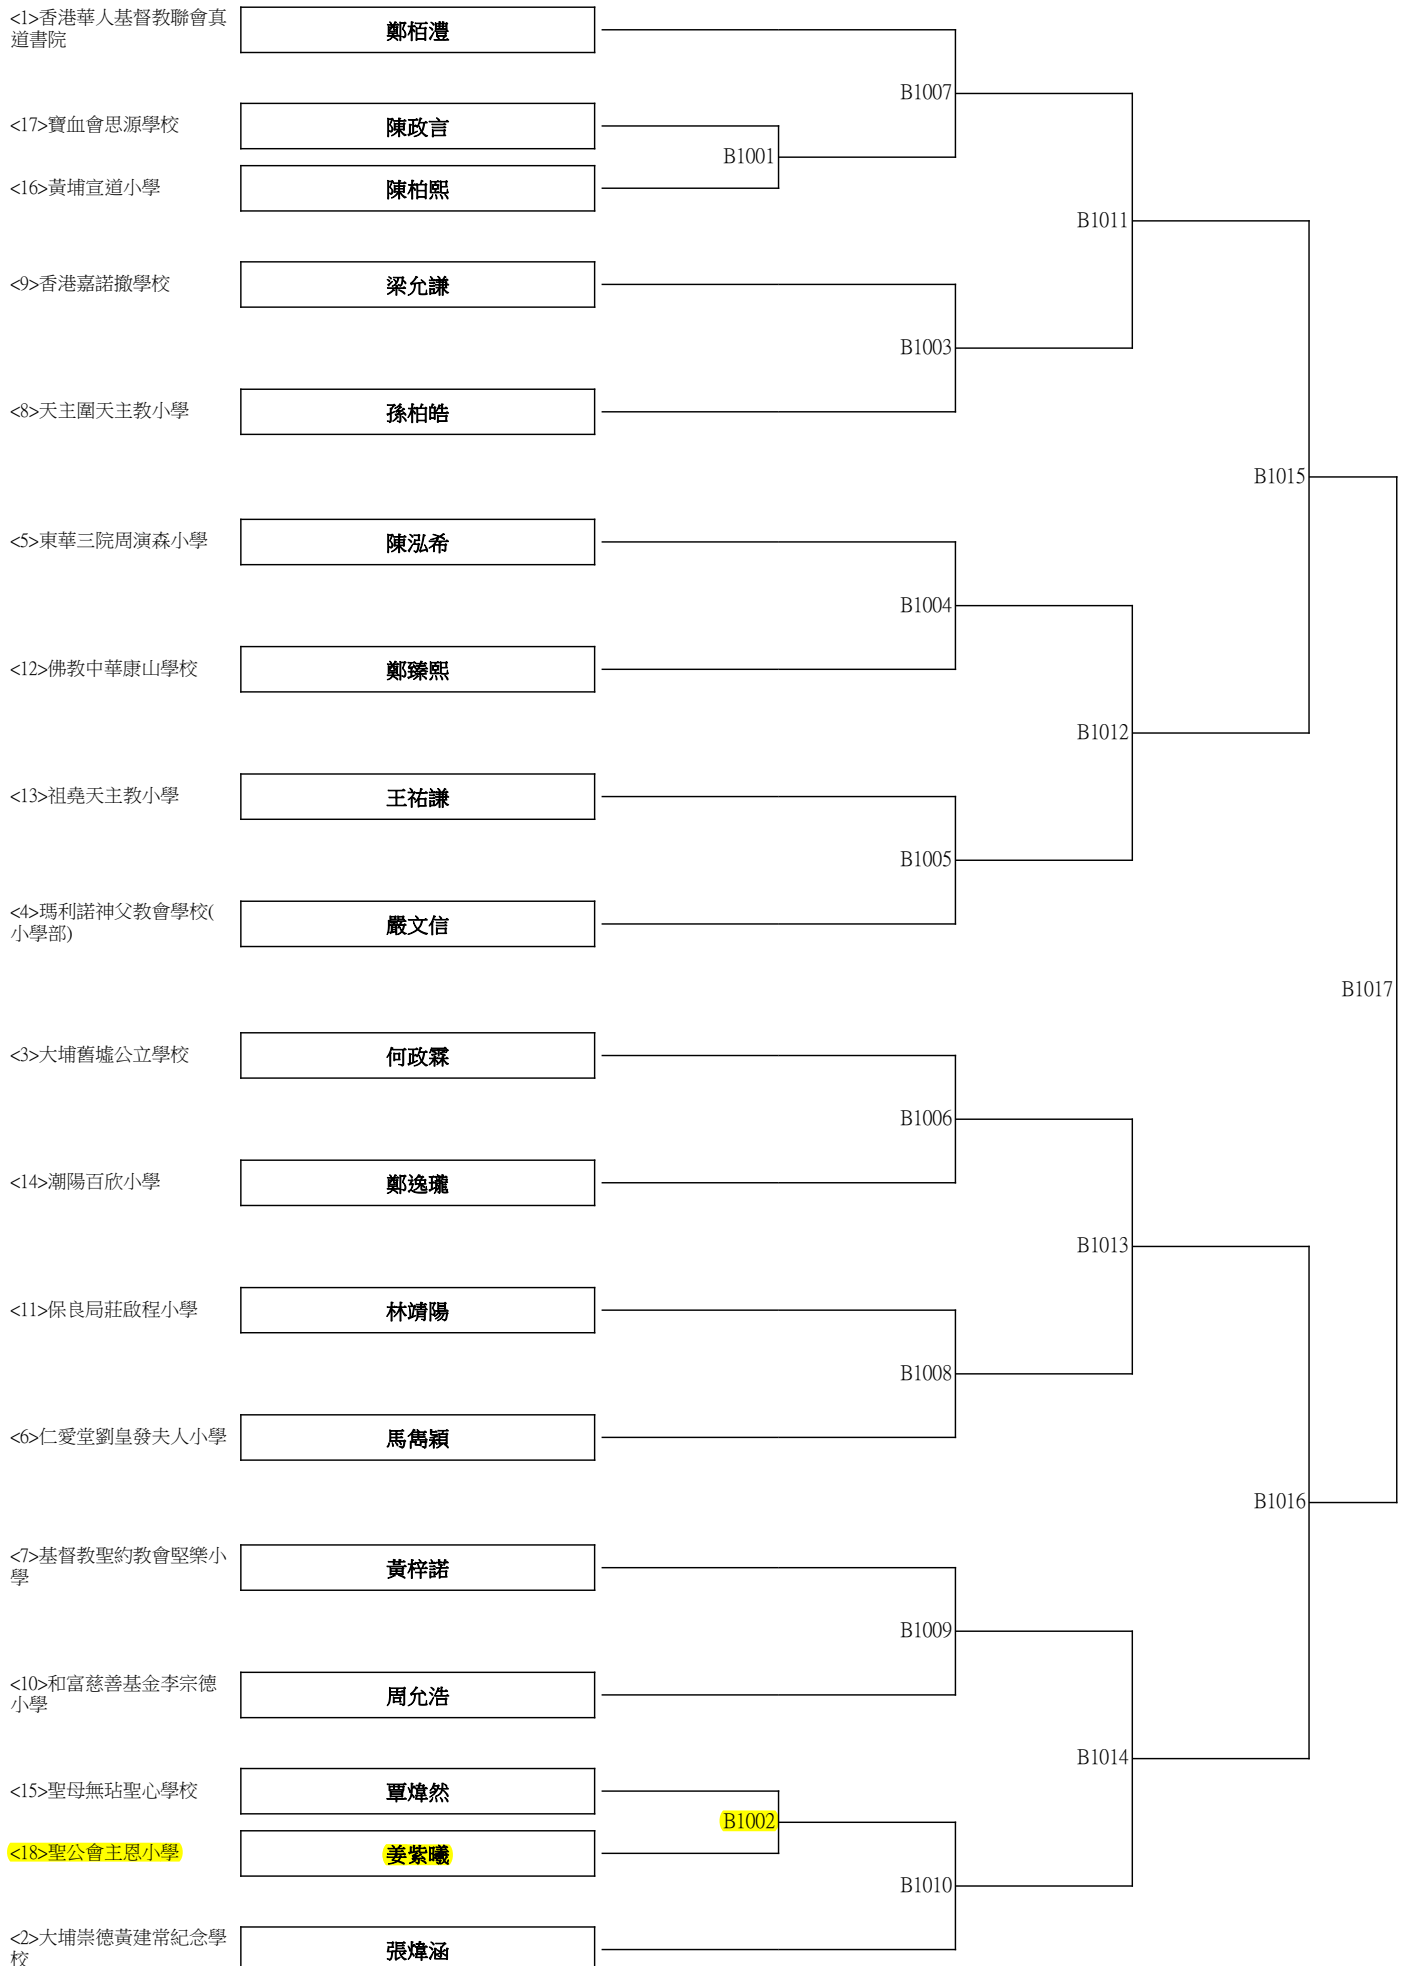 <1>香港華人基督教聯會真
道書院
鄭栢灃
B1007
<17>寶血會思源學校
陳政言
B1001
<16>黃埔宣道小學
陳柏熙
B1011
<9>香港嘉諾撤學校
梁允謙
B1003
<8>天主圍天主教小學
孫柏皓
B1015
<5>東華三院周演森小學
陳泓希
B1004
<12>佛教中華康山學校
鄭臻熙
B1012
<13>祖堯天主教小學
王祐謙
B1005
<4>瑪利諾神父教會學校(
小學部)
嚴文信
B1017
<3>大埔舊墟公立學校
何政霖
B1006
<14>潮陽百欣小學
鄭逸瓏
B1013
<11>保良局莊啟程小學
林靖陽
B1008
<6>仁愛堂劉皇發夫人小學
馬雋穎
B1016
<7>基督教聖約教會堅樂小
學
黃梓諾
B1009
<10>和富慈善基金李宗德
小學
周允浩
B1014
<15>聖母無玷聖心學校
覃煒然
B1002
<18>聖公會主恩小學
姜紫曦
B1010
<2>大埔崇德黃建常紀念學
校
張煒涵